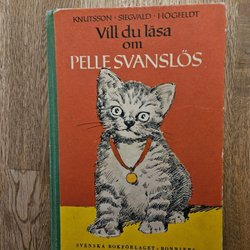 KNUTSSON · SIEGVALD · HÖGFELDT
Vill du läsa
om
PELLE SVANSLÖS
SVENSKA BOKFÖRLAGET · BONNIERS